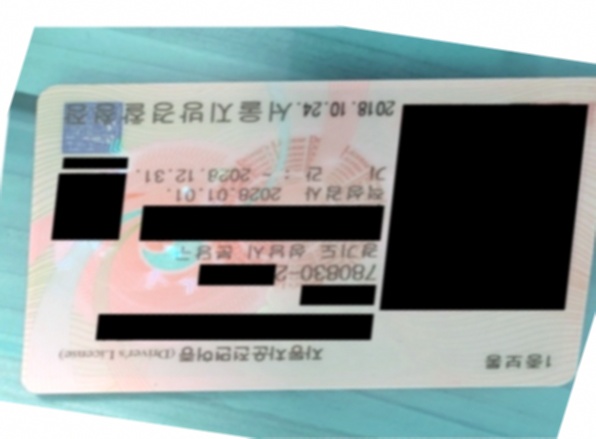 1종보통
자동차운전면허증 (Driver's License)
780830-2
경기도 성남시 분당구
적성검사 2028.01.01.
기 간 : ~ 2028.12.31.
2018.10.24. 서울지방경찰청장